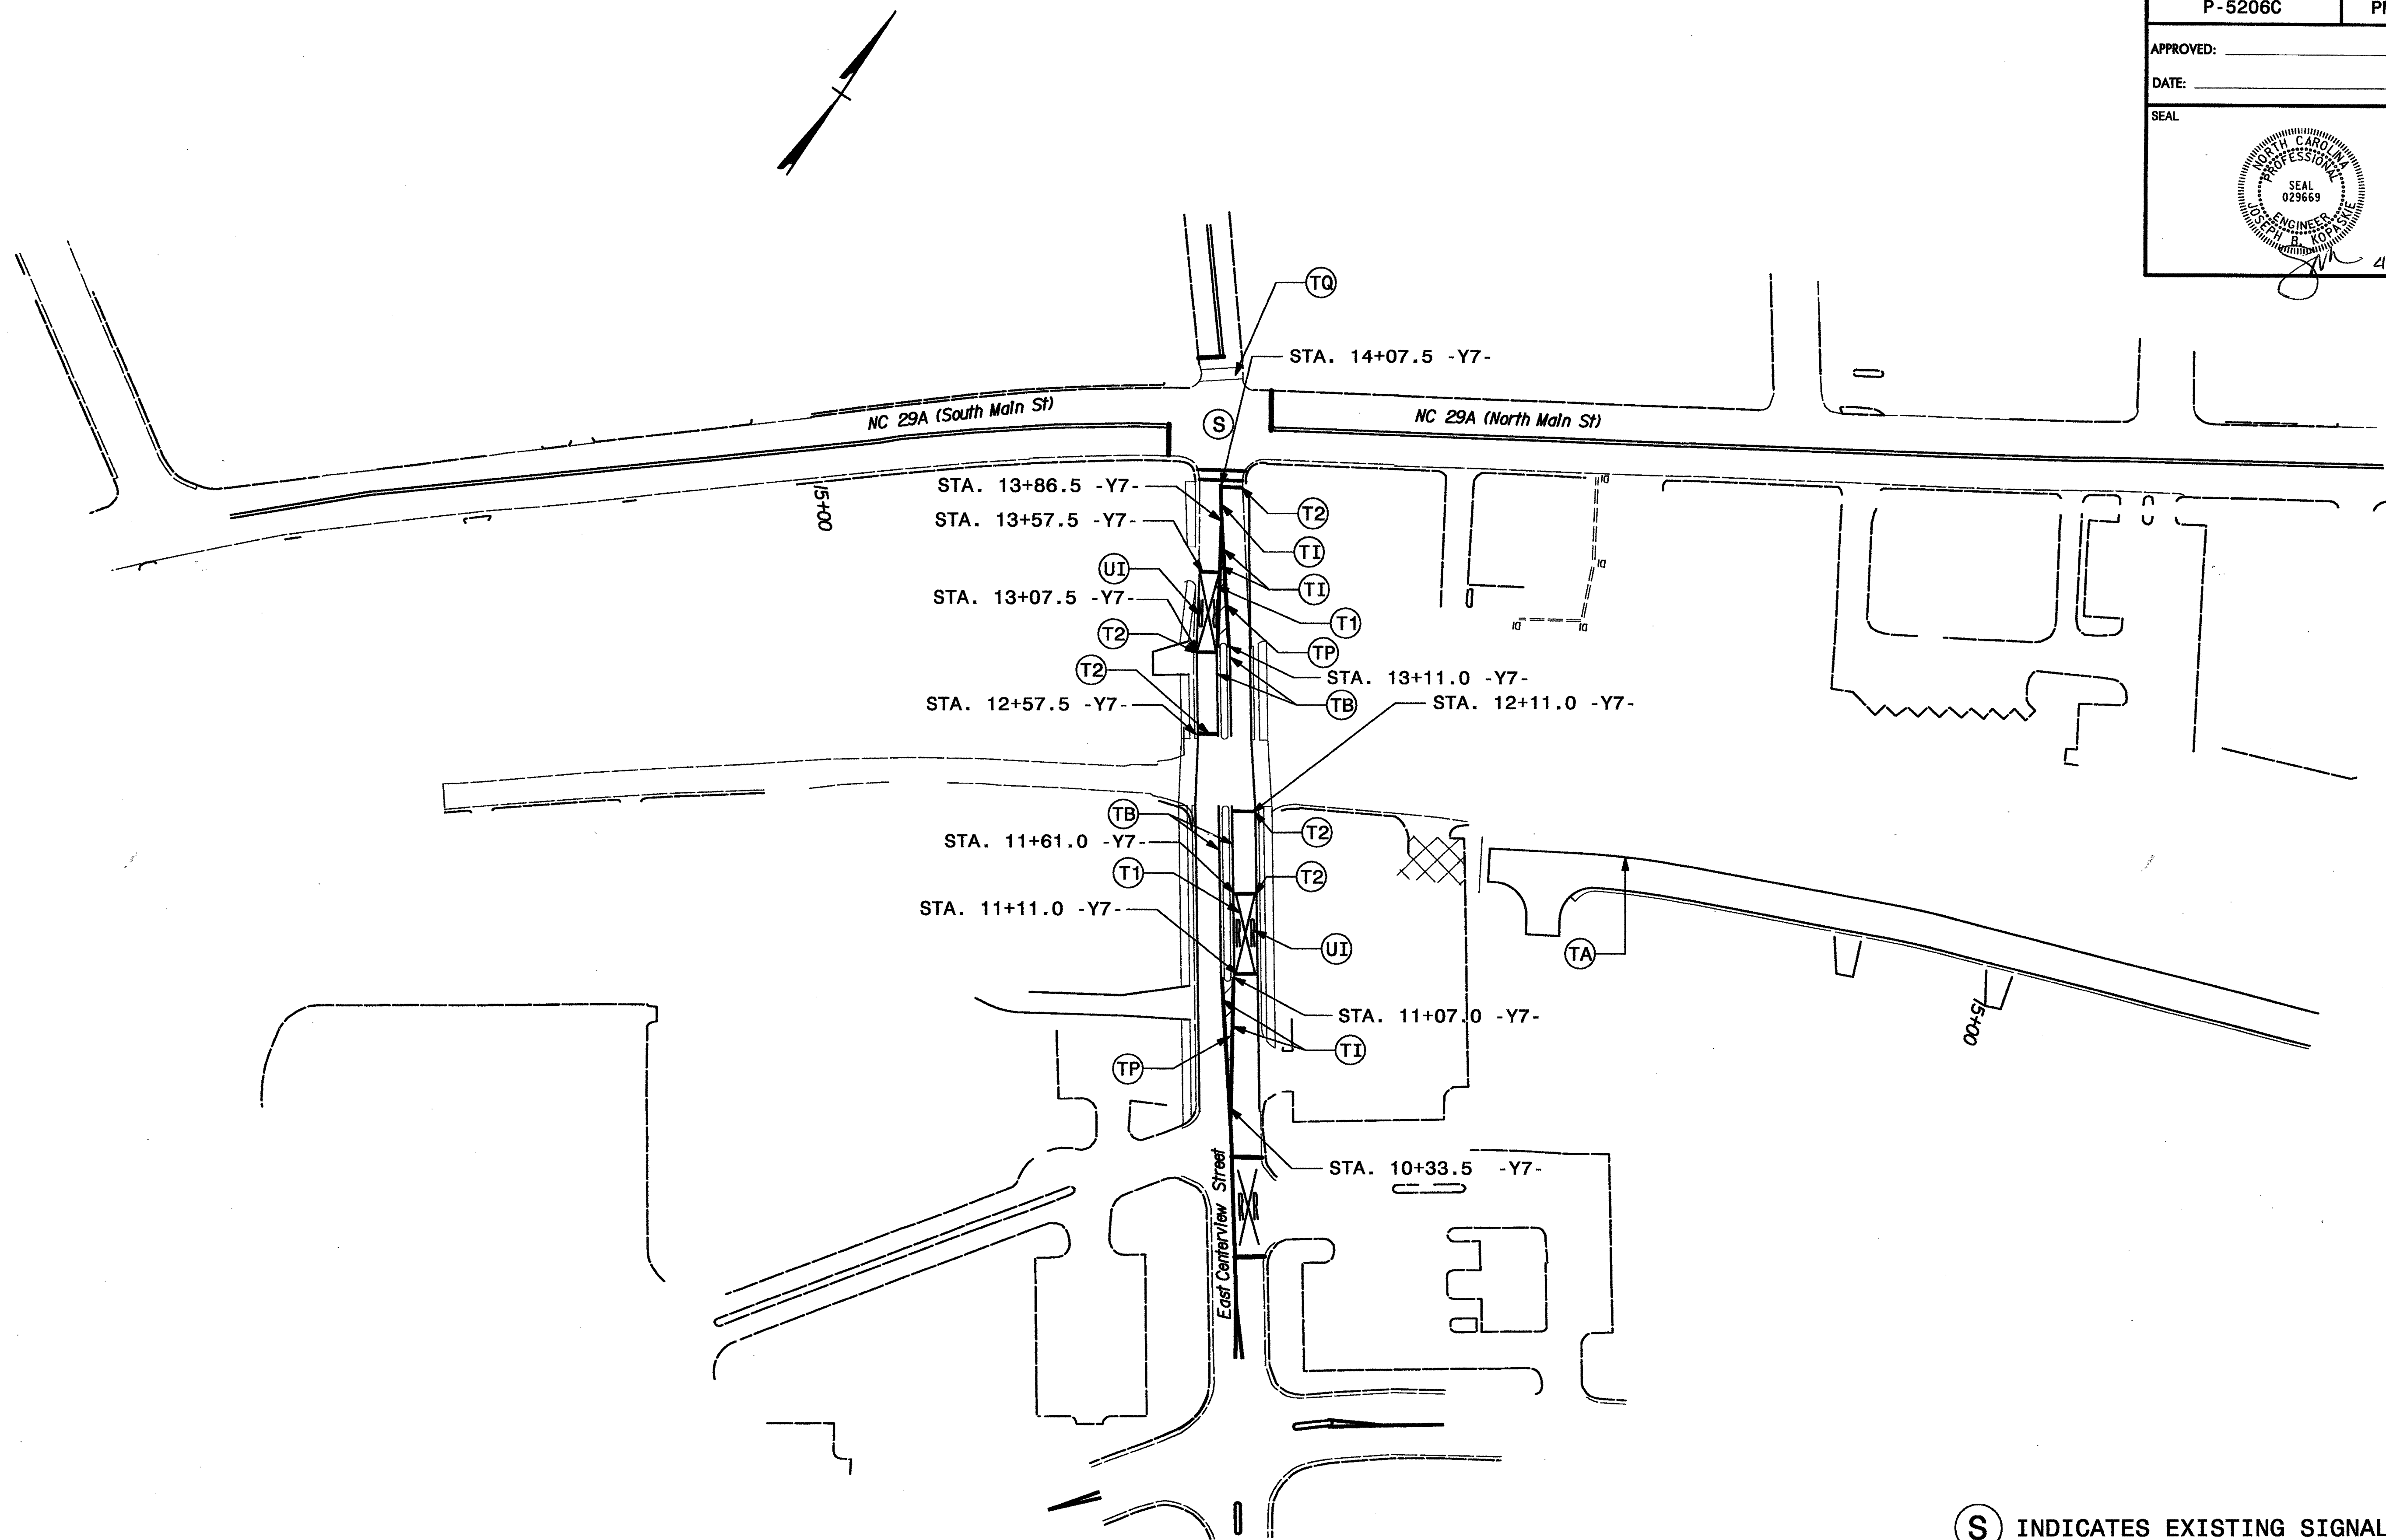 P-5206C
APPROVED:
DATE:
SEAL
NORTH CAROLINA
PROFESSIONAL
SEAL
029669
ENGINEER
JOSEPH B. KOPASKIE
TQ
STA. 14+07.5 -Y7-
NC 29A (South Main St)
S
NC 29A (North Main St)
15+00
STA. 13+86.5 -Y7-
T2
STA. 13+57.5 -Y7-
TI
UI
TI
STA. 13+07.5 -Y7-
T1
T2
TP
T2
STA. 13+11.0 -Y7-
STA. 12+57.5 -Y7-
TB
STA. 12+11.0 -Y7-
DI
DI
DI
DI
TB
T2
STA. 11+61.0 -Y7-
T1
T2
STA. 11+11.0 -Y7-
R R
UI
TA
STA. 11+07.0 -Y7-
15+00
TI
TP
STA. 10+33.5 -Y7-
R R
East Centerview Street
S INDICATES EXISTING SIGNAL